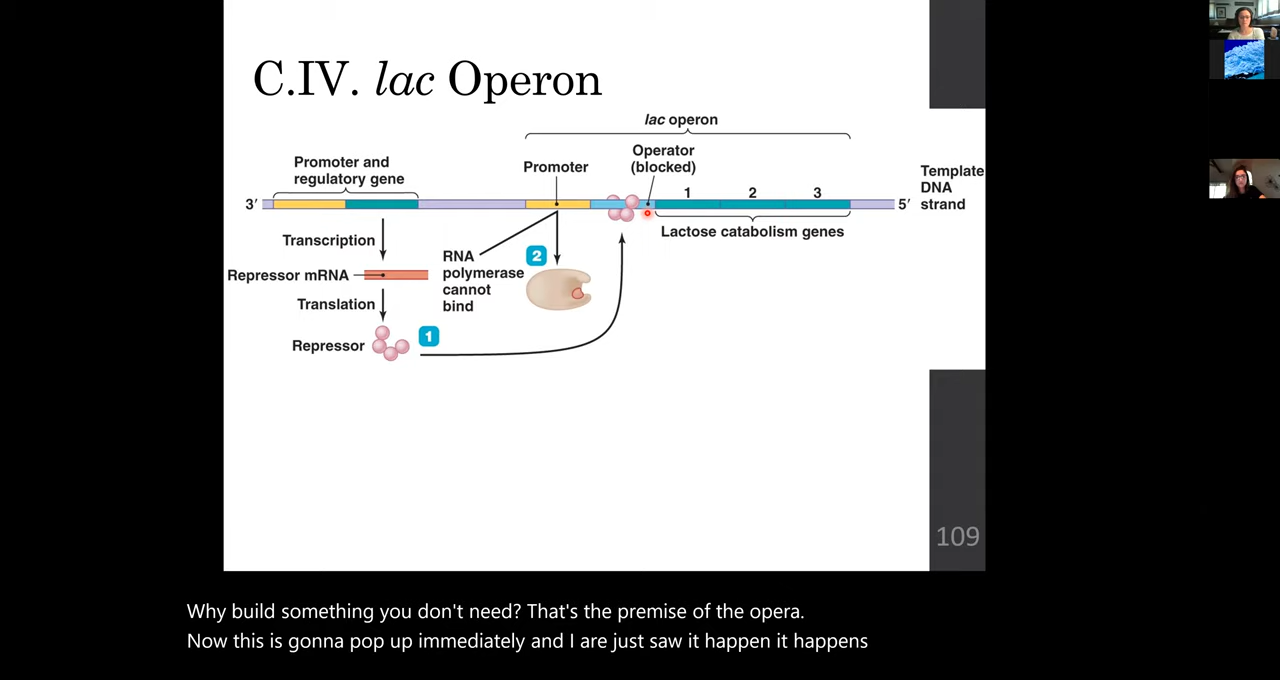 C.IV. lac Operon
lac operon
Operator
(blocked)
Promoter
Promoter and
regulatory gene
1 2 3
3′
5′
Template
DNA
strand
Lactose catabolism genes
Transcription
RNA
polymerase
cannot
bind
2
Repressor mRNA
Translation
Repressor
1
109
Why build something you don't need? That's the premise of the opera.
Now this is gonna pop up immediately and I are just saw it happen it happens